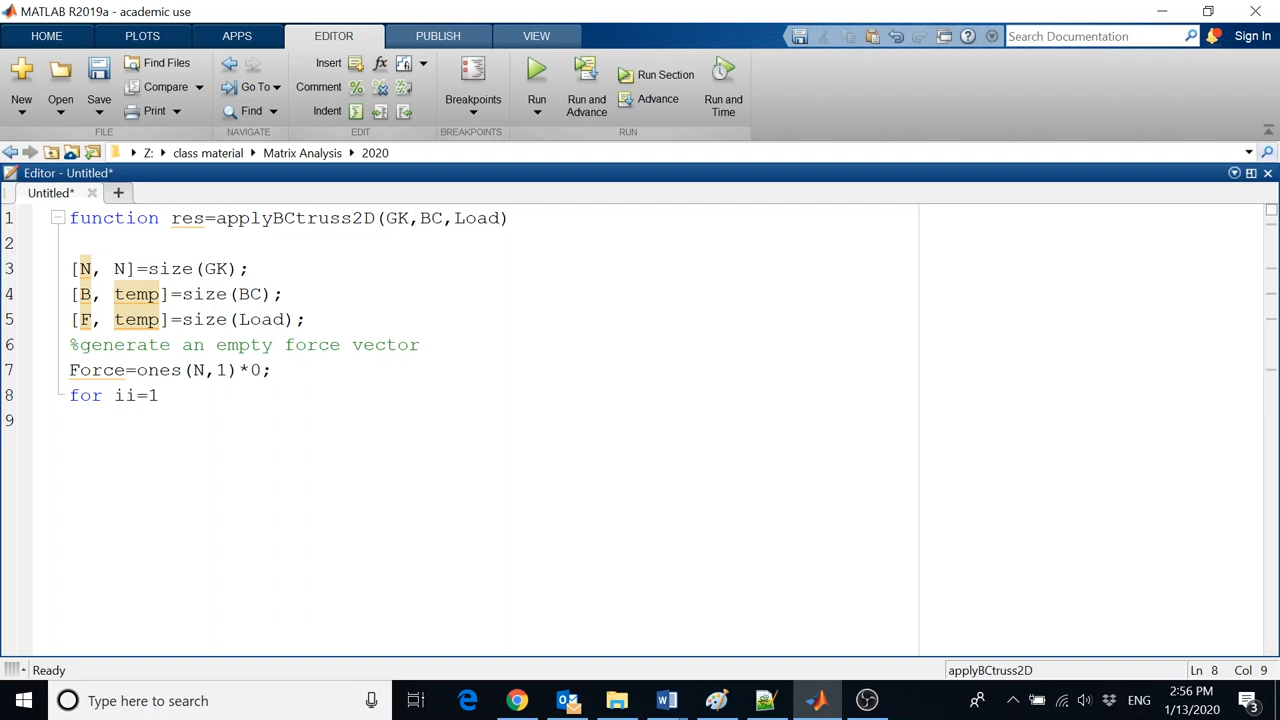 MATLAB R2019a - academic use
HOME PLOTS APPS EDITOR PUBLISH VIEW Search Documentation Sign In
New Open Save Find Files Compare Print Go To Find Insert Comment Indent fx Breakpoints Run Run and Advance Run Section Advance Run and Time
FILE NAVIGATE EDIT BREAKPOINTS RUN
Z: class material Matrix Analysis 2020
Editor - Untitled*
Untitled*
1 function res=applyBCtruss2D(GK,BC,Load)
2
3 [N, N]=size(GK);
4 [B, temp]=size(BC);
5 [F, temp]=size(Load);
6 %generate an empty force vector
7 Force=ones(N,1)*0;
8 for ii=1
9
Ready applyBCtruss2D Ln 8 Col 9
Type here to search ENG 2:56 PM
1/13/2020 3